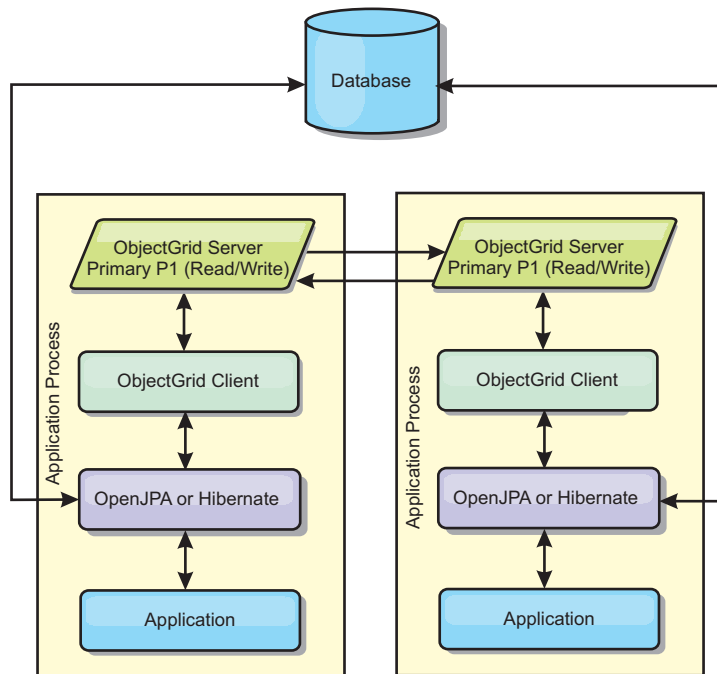 Database
ObjectGrid Server
Primary P1 (Read/Write)
ObjectGrid Client
OpenJPA or Hibernate
Application
Application Process
ObjectGrid Server
Primary P1 (Read/Write)
ObjectGrid Client
OpenJPA or Hibernate
Application
Application Process